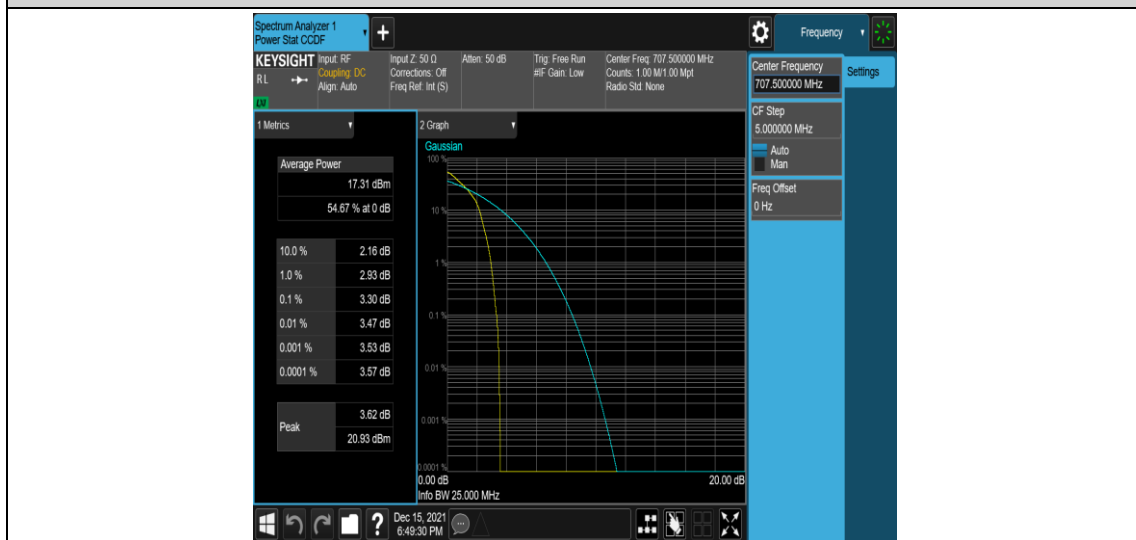 Spectrum Analyzer 1
Power Stat CCDF
+
Frequency
KEYSIGHT
RL
LXI
Input: RF
Coupling: DC
Align: Auto
Input Z: 50 Ω
Corrections: Off
Freq Ref: Int (S)
Atten: 50 dB
Trig: Free Run
#IF Gain: Low
Center Freq: 707.500000 MHz
Counts: 1.00 M/1.00 Mpt
Radio Std: None
Center Frequency
707.500000 MHz
Settings
CF Step
5.000000 MHz
Auto
Man
Freq Offset
0 Hz
1 Metrics
Average Power
17.31 dBm
54.67 % at 0 dB
10.0 % 2.16 dB
1.0 % 2.93 dB
0.1 % 3.30 dB
0.01 % 3.47 dB
0.001 % 3.53 dB
0.0001 % 3.57 dB
Peak
3.62 dB
20.93 dBm
2 Graph
Gaussian
100 %
10 %
1 %
0.1 %
0.01 %
0.001 %
0.0001 %
0.00 dB 20.00 dB
Info BW 25.000 MHz
?
Dec 15, 2021
6:49:30 PM